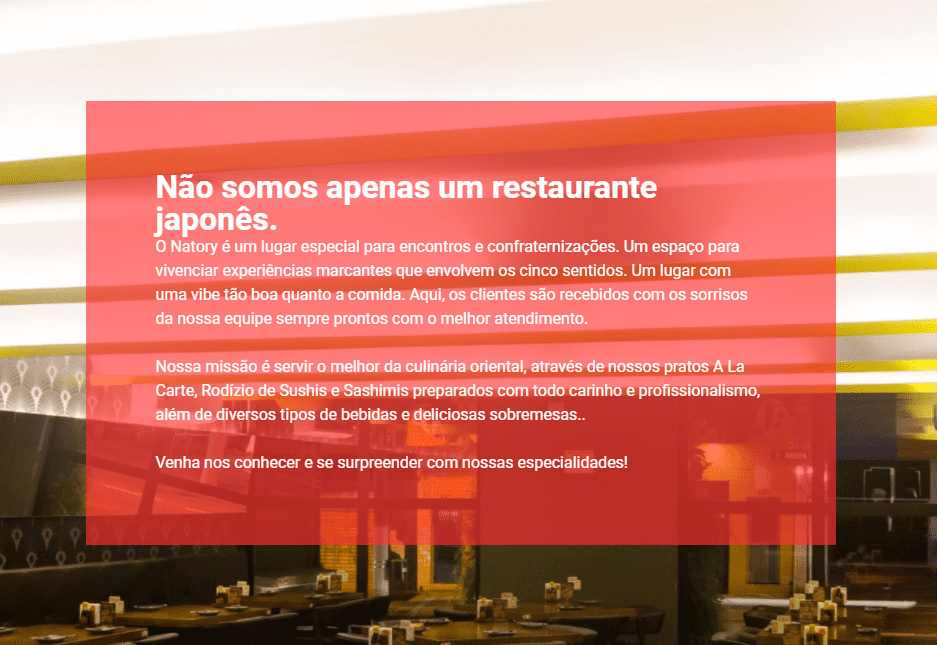 Não somos apenas um restaurante
japonês.
O Natory é um lugar especial para encontros e confraternizações. Um espaço para
vivenciar experiências marcantes que envolvem os cinco sentidos. Um lugar com
uma vibe tão boa quanto a comida. Aqui, os clientes são recebidos com os sorrisos
da nossa equipe sempre prontos com o melhor atendimento.
Nossa missão é servir o melhor da culinária oriental, através de nossos pratos A La
Carte, Rodízio de Sushis e Sashimis preparados com todo carinho e profissionalismo,
além de diversos tipos de bebidas e deliciosas sobremesas..
Venha nos conhecer e se surpreender com nossas especialidades!